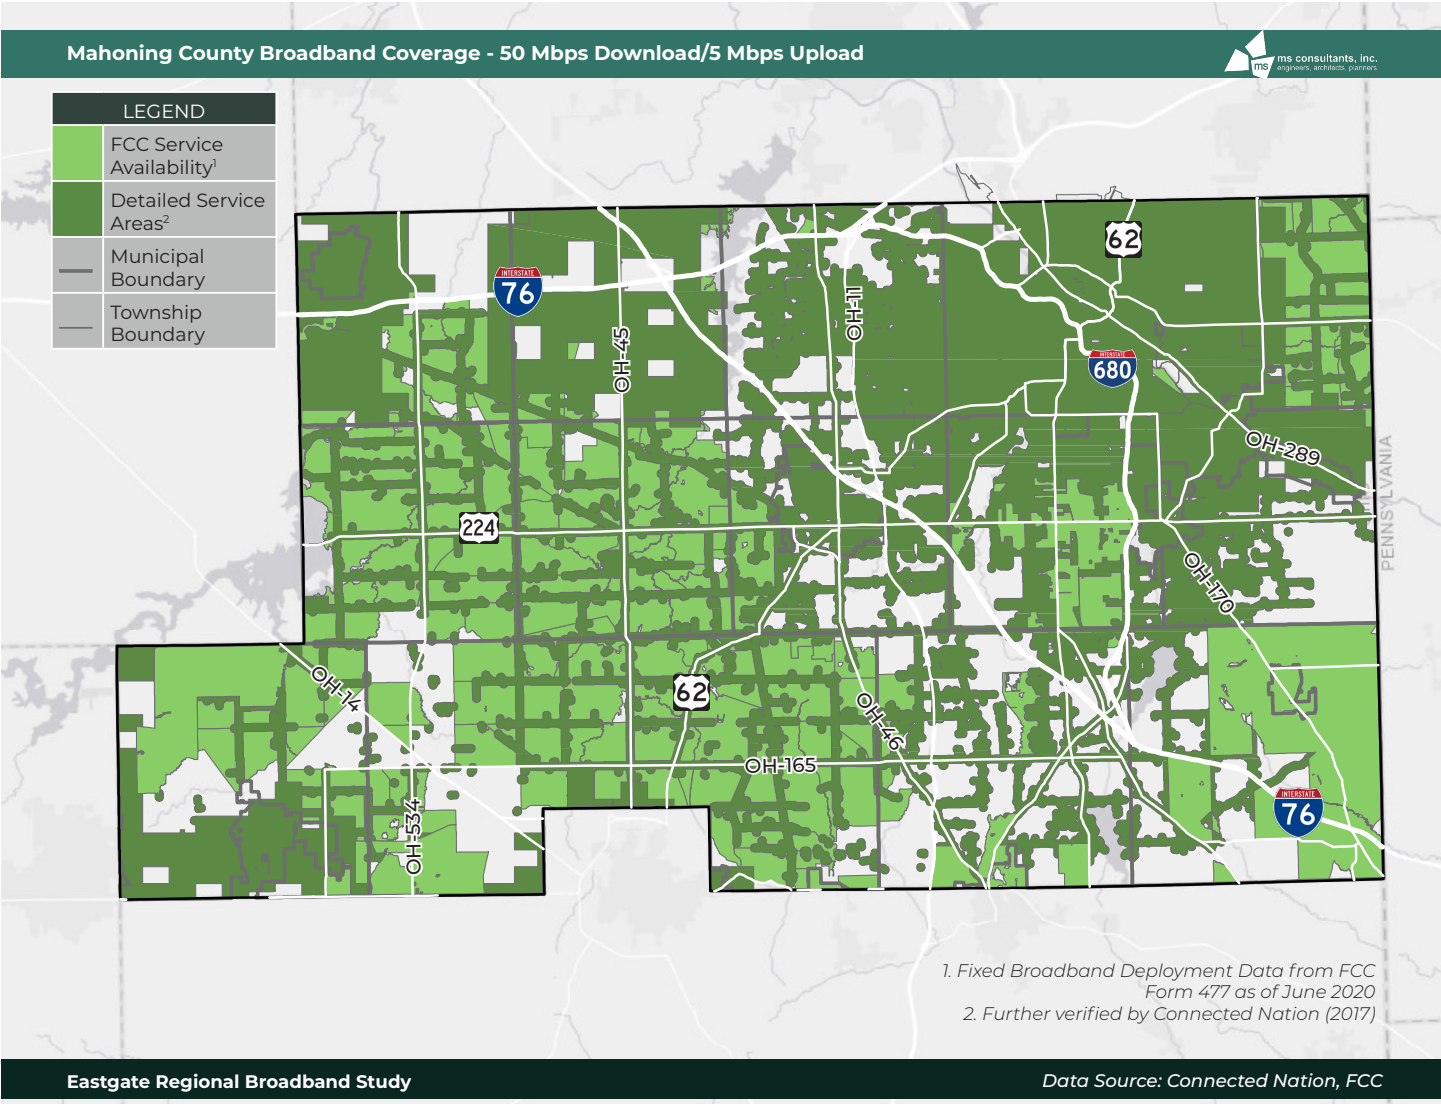 Mahoning County Broadband Coverage - 50 Mbps Download/5 Mbps Upload
ms
ms consultants, inc.
engineers, architects, planners
LEGEND
FCC Service
Availability¹
Detailed Service
Areas²
Municipal
Boundary
Township
Boundary
62
INTERSTATE
76
OH-11
OH-45
INTERSTATE
680
OH-289
PENNSYLVANIA
224
OH-170
OH-14
62
OH-46
OH-165
OH-534
INTERSTATE
76
1. Fixed Broadband Deployment Data from FCC
Form 477 as of June 2020
2. Further verified by Connected Nation (2017)
Eastgate Regional Broadband Study
Data Source: Connected Nation, FCC